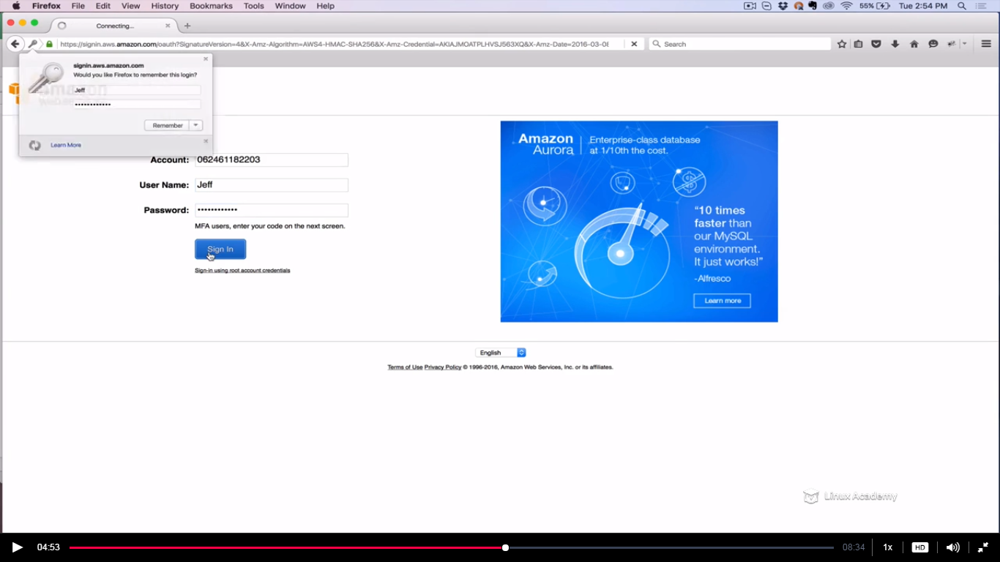 Firefox File Edit View History Bookmarks Tools Window Help 55% Tue 2:54 PM
Connecting...
https://signin.aws.amazon.com/oauth?SignatureVersion=4&X-Amz-Algorithm=AWS4-HMAC-SHA256&X-Amz-Credential=AKIAJMOATPLHVSJ563XQ&X-Amz-Date=2016-03-08
Search
signin.aws.amazon.com
Would you like Firefox to remember this login?
Jeff
••••••••••••
Remember
Learn More
Account: 062461182203
User Name: Jeff
Password: ••••••••••••
MFA users, enter your code on the next screen.
Sign In
Sign-in using root account credentials
Amazon Aurora
Enterprise-class database
at 1/10th the cost.
“10 times
faster than
our MySQL
environment.
It just works!”
-Alfresco
Learn more
English
Terms of Use Privacy Policy © 1996-2016, Amazon Web Services, Inc. or its affiliates.
Linux Academy
04:53 08:34 1x HD